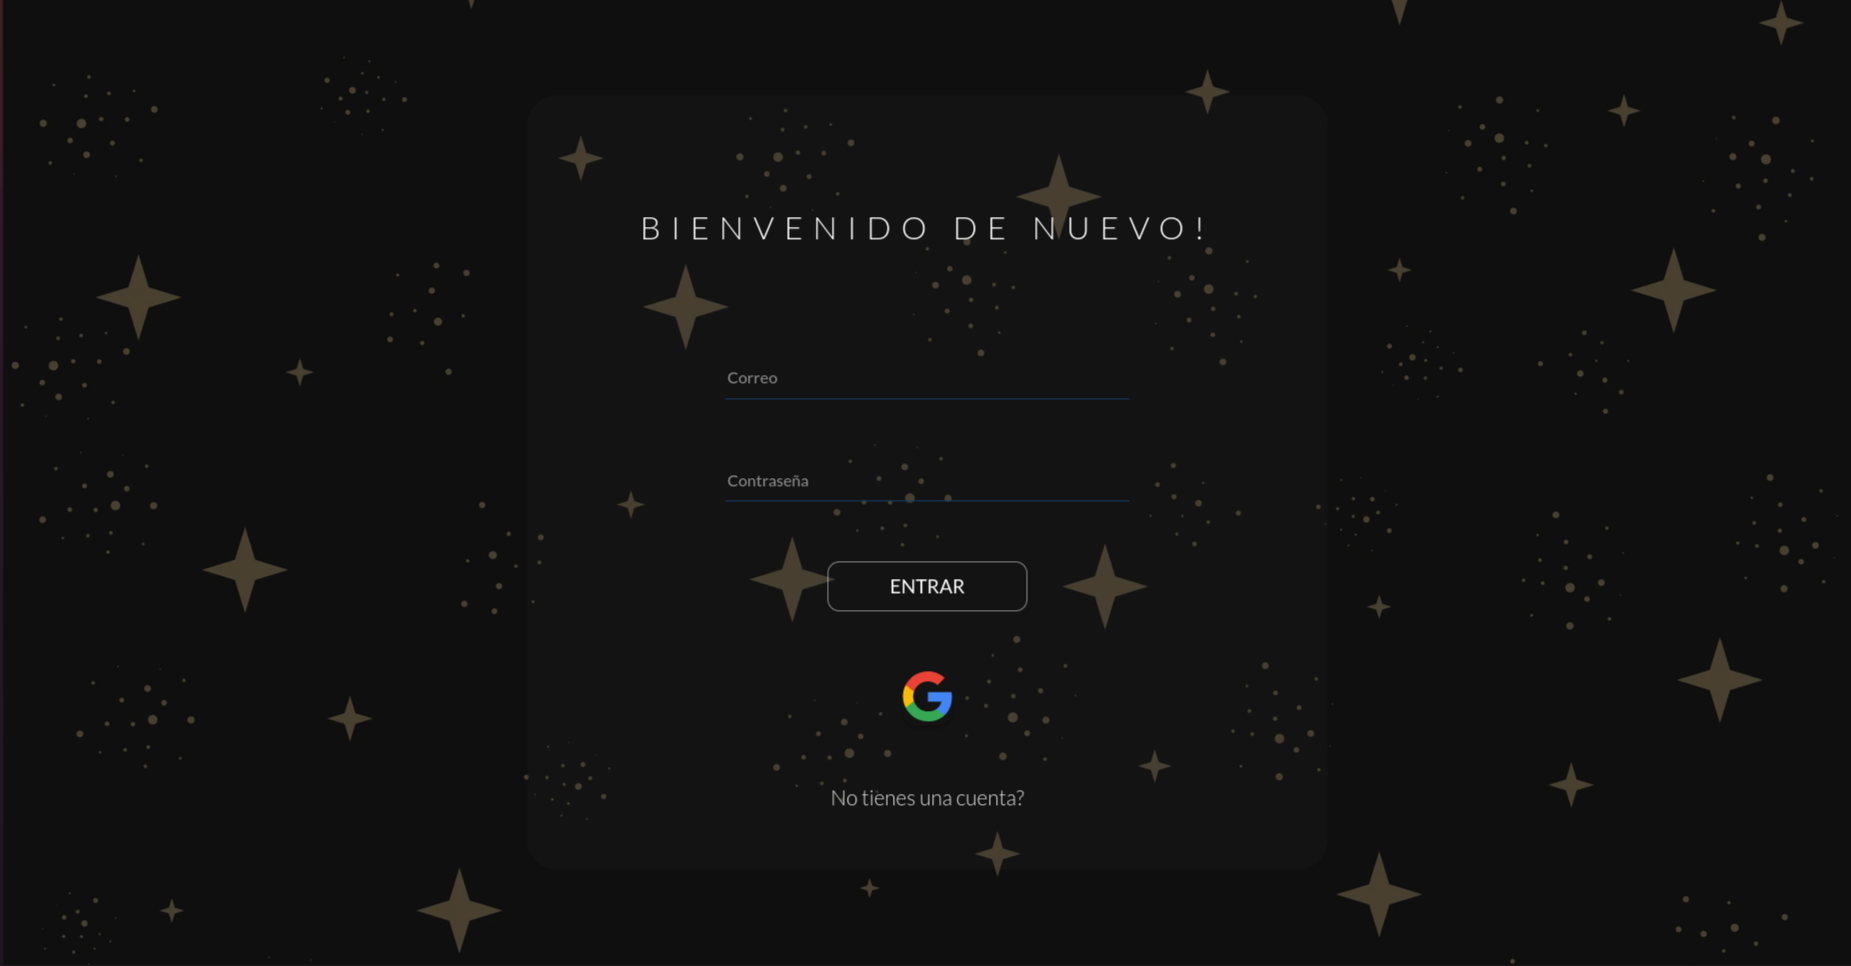 BIENVENIDO DE NUEVO!
Correo
Contraseña
ENTRAR
No tienes una cuenta?